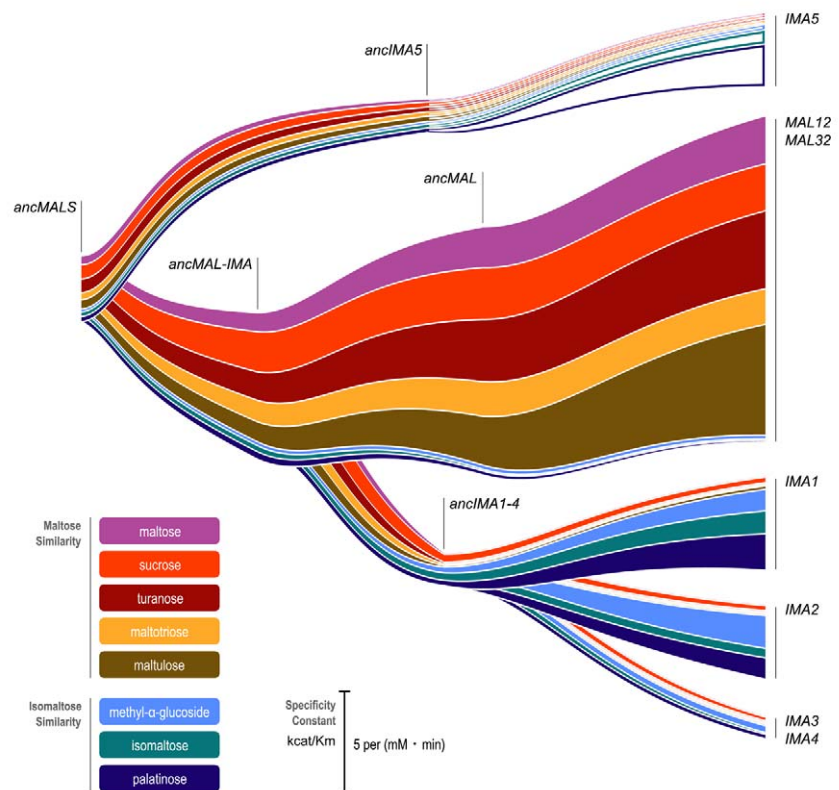 IMA5
ancIMA5
MAL12
MAL32
ancMAL
ancMALS
ancMAL-IMA
IMA1
ancIMA1-4
Maltose
Similarity
maltose
sucrose
turanose
maltotriose
maltulose
IMA2
Isomaltose
Similarity
methyl-α-glucoside
isomaltose
palatinose
Specificity
Constant
kcat/Km
5 per (mM · min)
IMA3
IMA4